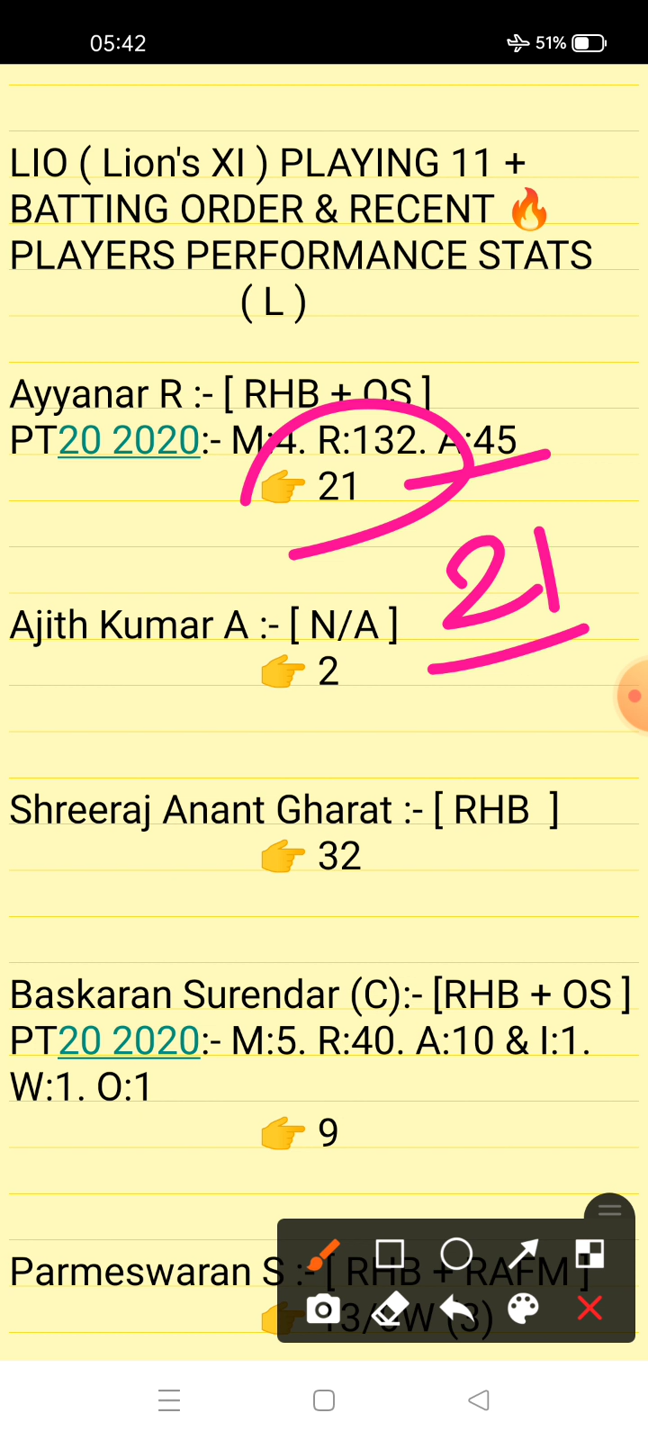 05:42
51%
LIO ( Lion's XI ) PLAYING 11 +
BATTING ORDER & RECENT 🔥
PLAYERS PERFORMANCE STATS
( L )
Ayyanar R :- [ RHB + OS ]
PT20 2020:- M:4. R:132. A:45
👉 21
21
Ajith Kumar A :- [ N/A ]
👉 2
Shreeraj Anant Gharat :- [ RHB  ]
👉 32
Baskaran Surendar (C):- [RHB + OS ]
PT20 2020:- M:5. R:40. A:10 & I:1.
W:1. O:1
👉 9
Parmeswaran S :- [ RHB + RAFM ]
(3)